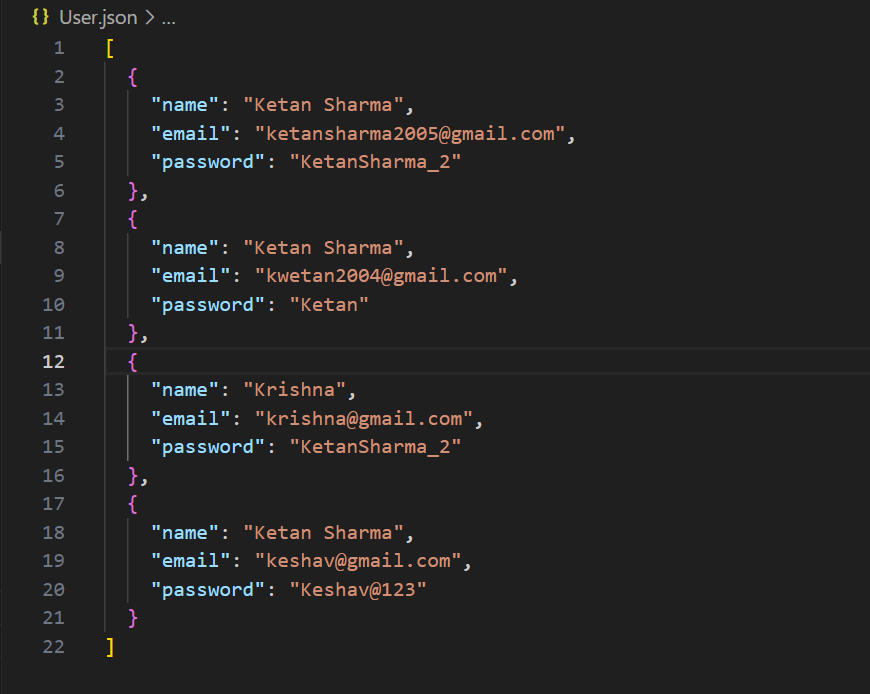 {} User.json > ...
1 [
2 {
3 "name": "Ketan Sharma",
4 "email": "ketansharma2005@gmail.com",
5 "password": "KetanSharma_2"
6 },
7 {
8 "name": "Ketan Sharma",
9 "email": "kwetan2004@gmail.com",
10 "password": "Ketan"
11 },
12 {
13 "name": "Krishna",
14 "email": "krishna@gmail.com",
15 "password": "KetanSharma_2"
16 },
17 {
18 "name": "Ketan Sharma",
19 "email": "keshav@gmail.com",
20 "password": "Keshav@123"
21 }
22 ]